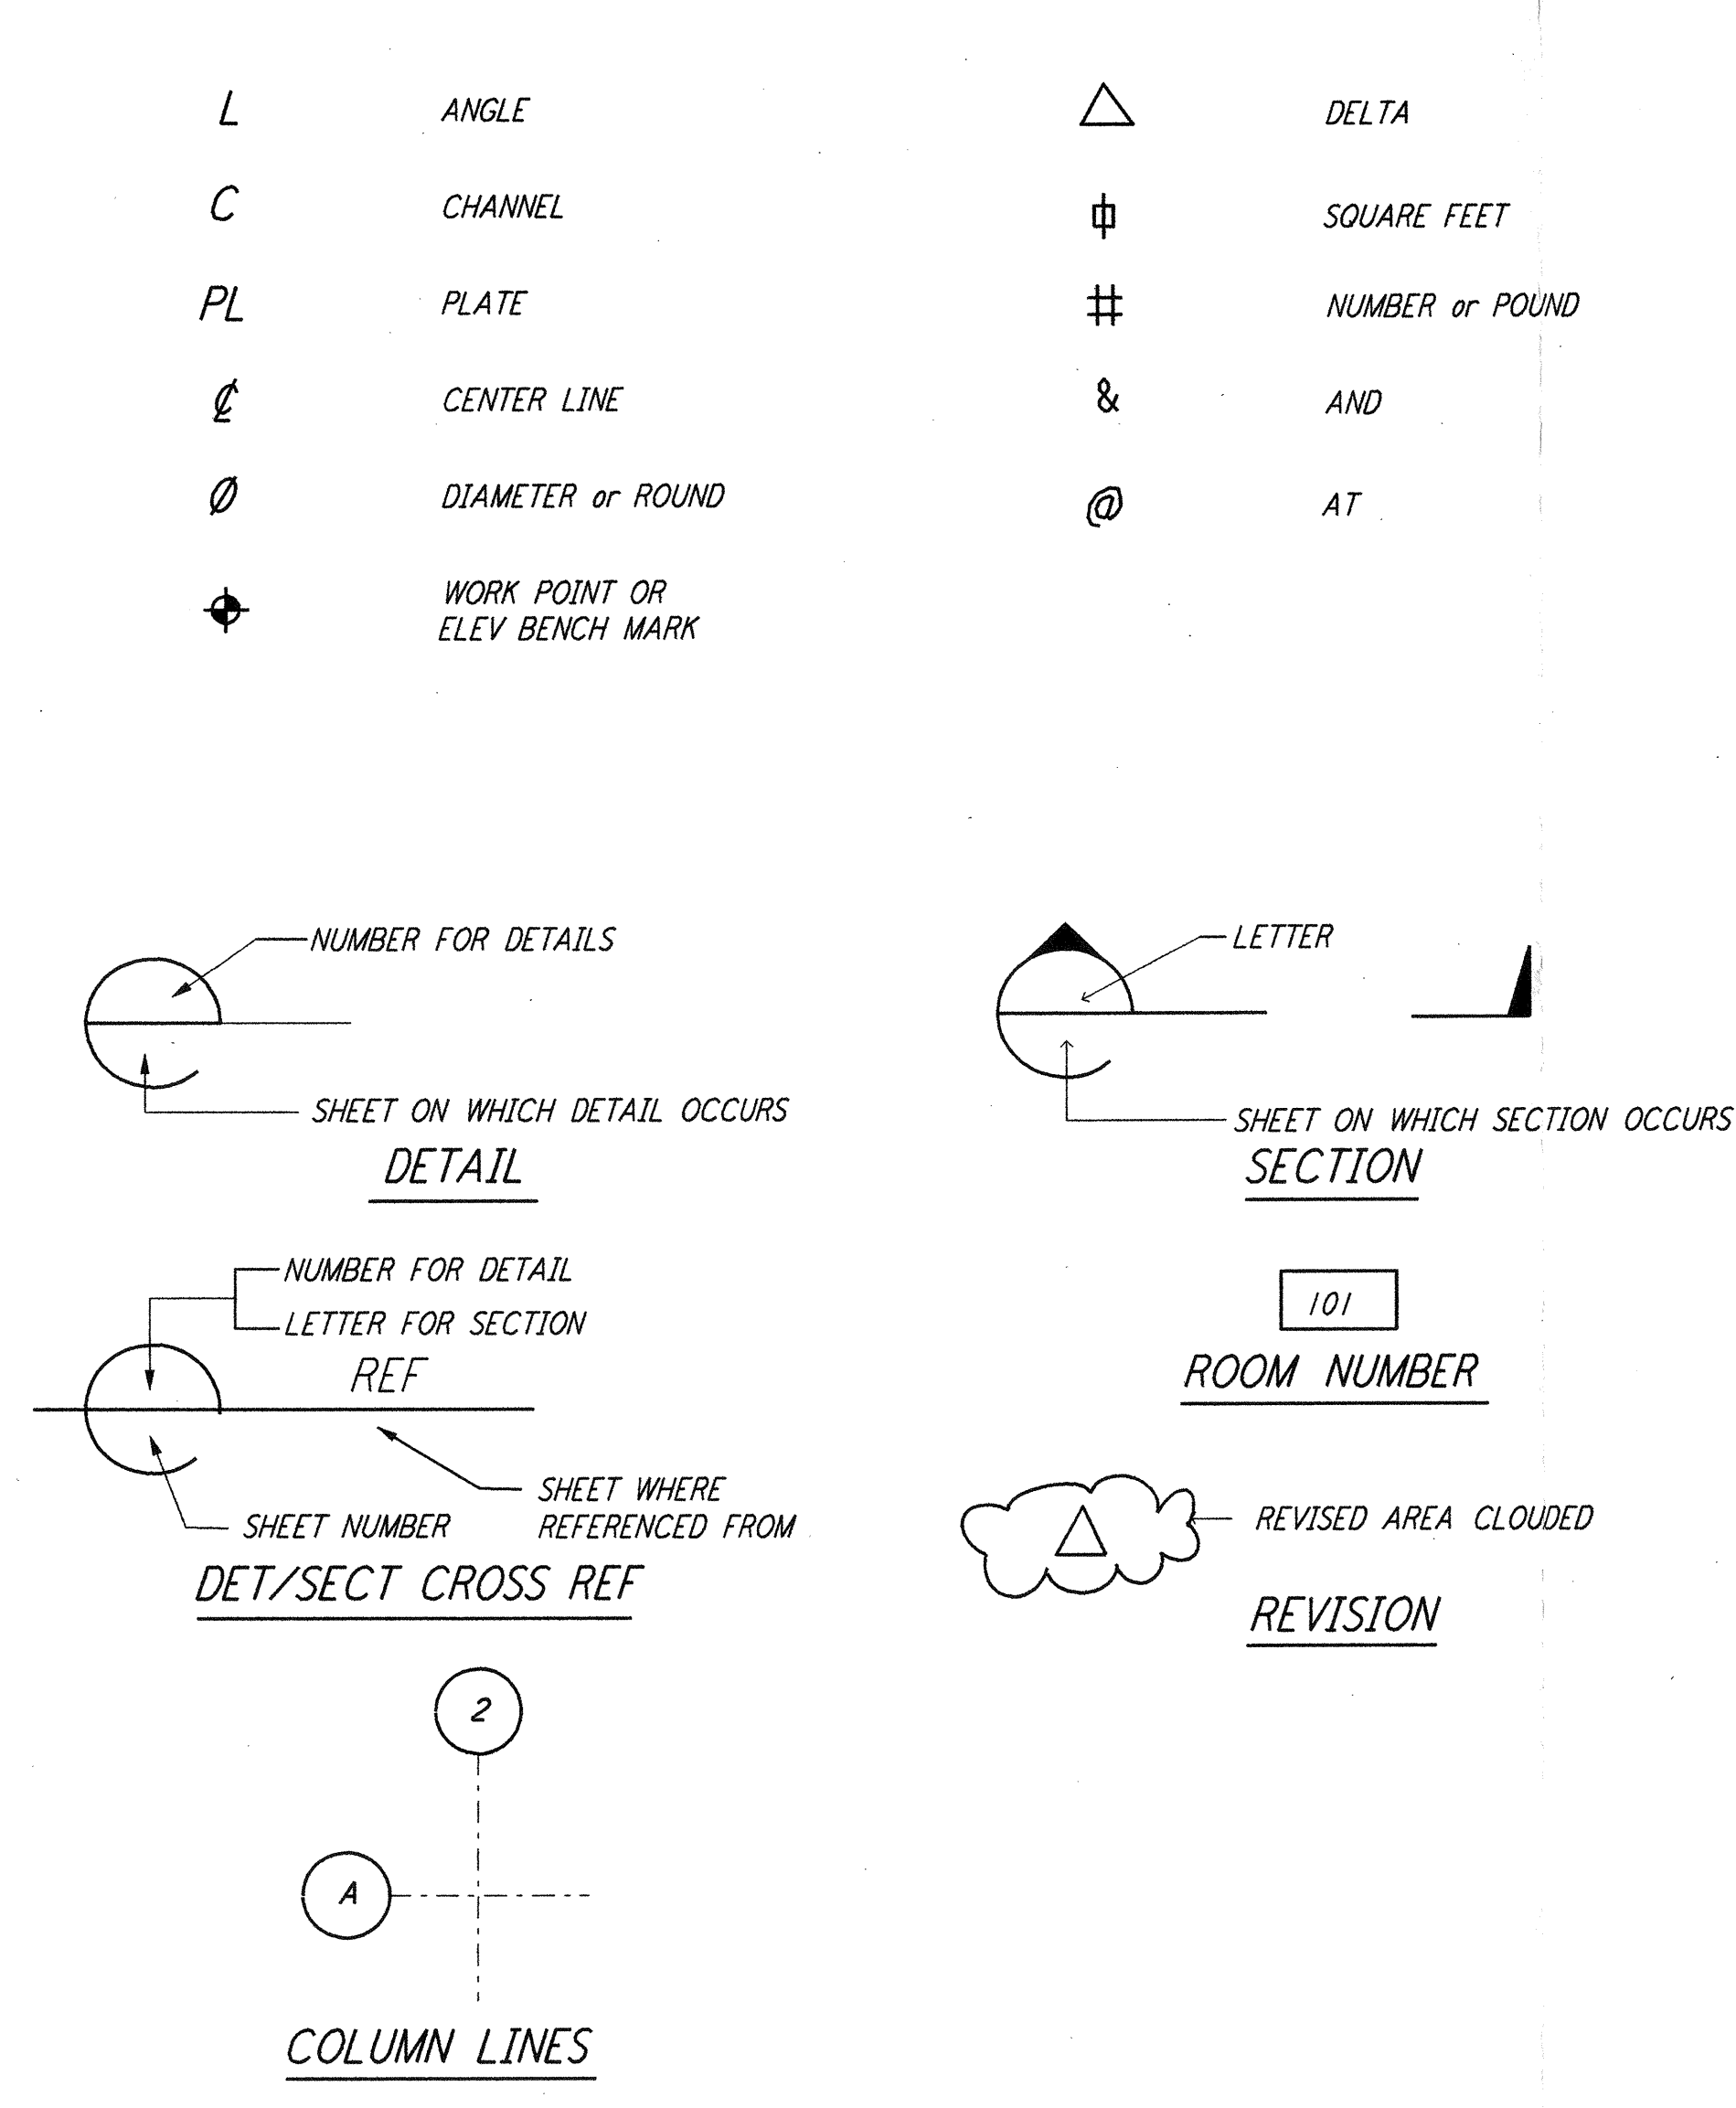 L ANGLE
C CHANNEL
PL PLATE
℄ CENTER LINE
Ø DIAMETER or ROUND
WORK POINT OR
ELEV BENCH MARK
△ DELTA
SQUARE FEET
# NUMBER or POUND
& AND
@ AT
NUMBER FOR DETAILS
SHEET ON WHICH DETAIL OCCURS
DETAIL
LETTER
SHEET ON WHICH SECTION OCCURS
SECTION
NUMBER FOR DETAIL
LETTER FOR SECTION
REF
SHEET WHERE
REFERENCED FROM
SHEET NUMBER
DET/SECT CROSS REF
101
ROOM NUMBER
REVISED AREA CLOUDED
REVISION
2
A
COLUMN LINES